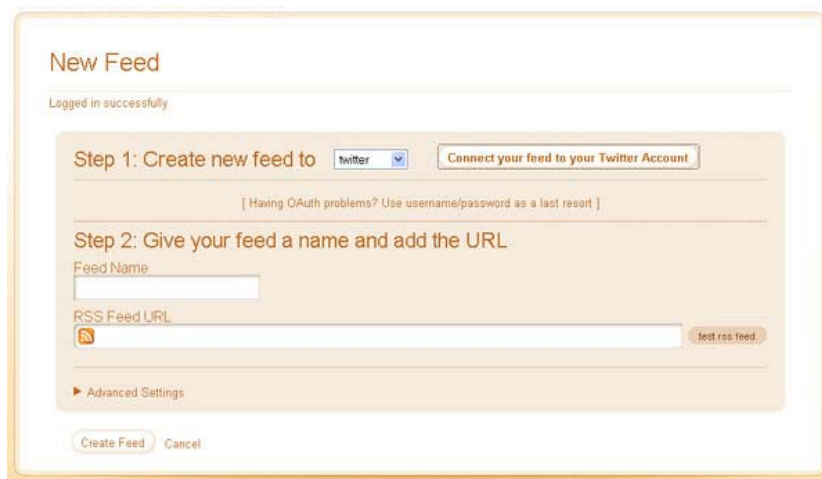 New Feed
Logged in successfully
Step 1: Create new feed to twitter Connect your feed to your Twitter Account
[ Having OAuth problems? Use username/password as a last resort ]
Step 2: Give your feed a name and add the URL
Feed Name
RSS Feed URL
test rss feed
Advanced Settings
Create Feed Cancel